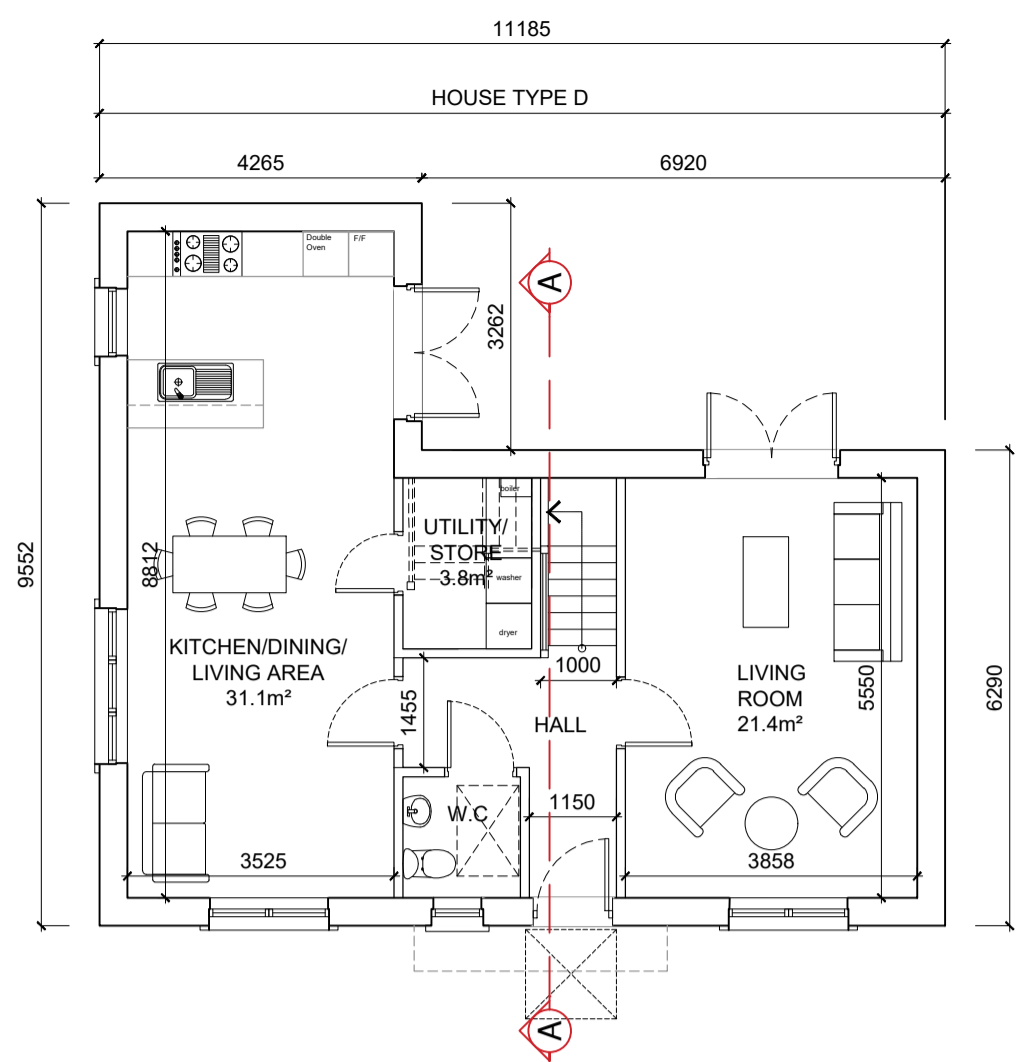 11185
HOUSE TYPE D
4265
6920
Double
Oven
F/F
A
3262
9552
8812
boiler
UTILITY/
STORE
3.8m²
washer
dryer
KITCHEN/DINING/
LIVING AREA
31.1m²
1455
1000
HALL
LIVING
ROOM
21.4m²
5550
6290
W.C
1150
3525
3858
A